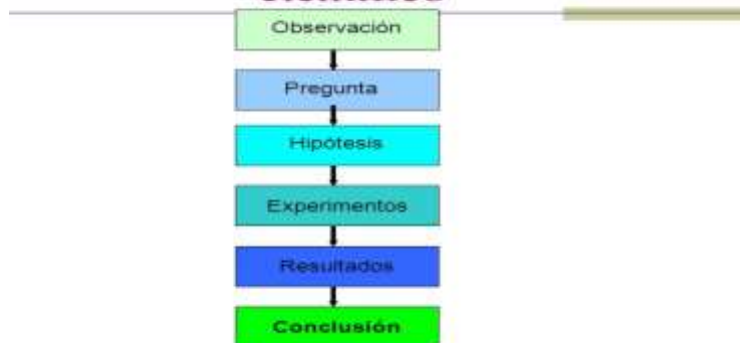 Observación
Pregunta
Hipótesis
Experimentos
Resultados
Conclusión